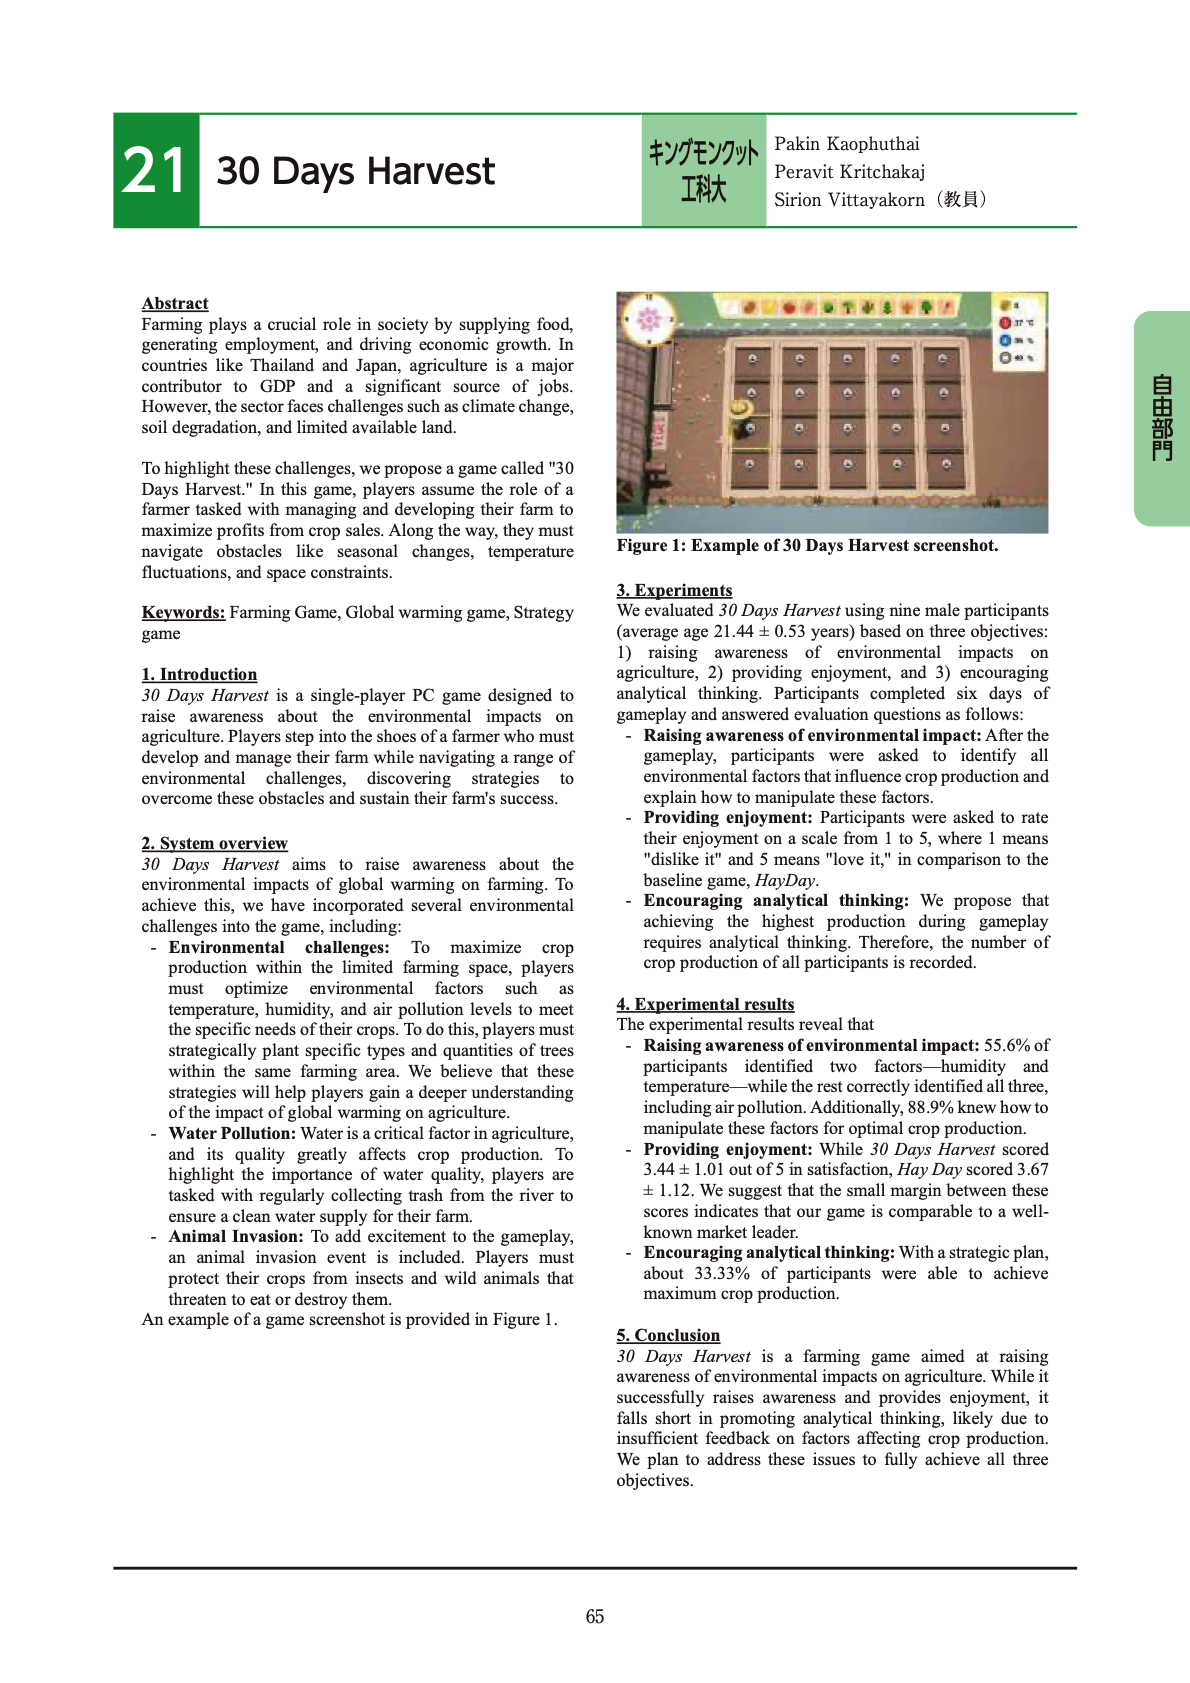 21
30 Days Harvest
キングモンクット
工科大
Pakin Kaophuthai
Peravit Kritchakaj
Sirion Vittayakorn（教員）
自由部門
Abstract
Farming plays a crucial role in society by supplying food,
generating employment, and driving economic growth. In
countries like Thailand and Japan, agriculture is a major
contributor to GDP and a significant source of jobs.
However, the sector faces challenges such as climate change,
soil degradation, and limited available land.
To highlight these challenges, we propose a game called "30
Days Harvest." In this game, players assume the role of a
farmer tasked with managing and developing their farm to
maximize profits from crop sales. Along the way, they must
navigate obstacles like seasonal changes, temperature
fluctuations, and space constraints.
Keywords: Farming Game, Global warming game, Strategy
game
1. Introduction
30 Days Harvest is a single-player PC game designed to
raise awareness about the environmental impacts on
agriculture. Players step into the shoes of a farmer who must
develop and manage their farm while navigating a range of
environmental challenges, discovering strategies to
overcome these obstacles and sustain their farm's success.
2. System overview
30 Days Harvest aims to raise awareness about the
environmental impacts of global warming on farming. To
achieve this, we have incorporated several environmental
challenges into the game, including:
- Environmental challenges: To maximize crop
production within the limited farming space, players
must optimize environmental factors such as
temperature, humidity, and air pollution levels to meet
the specific needs of their crops. To do this, players must
strategically plant specific types and quantities of trees
within the same farming area. We believe that these
strategies will help players gain a deeper understanding
of the impact of global warming on agriculture.
- Water Pollution: Water is a critical factor in agriculture,
and its quality greatly affects crop production. To
highlight the importance of water quality, players are
tasked with regularly collecting trash from the river to
ensure a clean water supply for their farm.
- Animal Invasion: To add excitement to the gameplay,
an animal invasion event is included. Players must
protect their crops from insects and wild animals that
threaten to eat or destroy them.
An example of a game screenshot is provided in Figure 1.
37 °C
Figure 1: Example of 30 Days Harvest screenshot.
3. Experiments
We evaluated 30 Days Harvest using nine male participants
(average age 21.44 ± 0.53 years) based on three objectives:
1) raising awareness of environmental impacts on
agriculture, 2) providing enjoyment, and 3) encouraging
analytical thinking. Participants completed six days of
gameplay and answered evaluation questions as follows:
- Raising awareness of environmental impact: After the
gameplay, participants were asked to identify all
environmental factors that influence crop production and
explain how to manipulate these factors.
- Providing enjoyment: Participants were asked to rate
their enjoyment on a scale from 1 to 5, where 1 means
"dislike it" and 5 means "love it," in comparison to the
baseline game, HayDay.
- Encouraging analytical thinking: We propose that
achieving the highest production during gameplay
requires analytical thinking. Therefore, the number of
crop production of all participants is recorded.
4. Experimental results
The experimental results reveal that
- Raising awareness of environmental impact: 55.6% of
participants identified two factors—humidity and
temperature—while the rest correctly identified all three,
including air pollution. Additionally, 88.9% knew how to
manipulate these factors for optimal crop production.
- Providing enjoyment: While 30 Days Harvest scored
3.44 ± 1.01 out of 5 in satisfaction, Hay Day scored 3.67
± 1.12. We suggest that the small margin between these
scores indicates that our game is comparable to a well-
known market leader.
- Encouraging analytical thinking: With a strategic plan,
about 33.33% of participants were able to achieve
maximum crop production.
5. Conclusion
30 Days Harvest is a farming game aimed at raising
awareness of environmental impacts on agriculture. While it
successfully raises awareness and provides enjoyment, it
falls short in promoting analytical thinking, likely due to
insufficient feedback on factors affecting crop production.
We plan to address these issues to fully achieve all three
objectives.
65